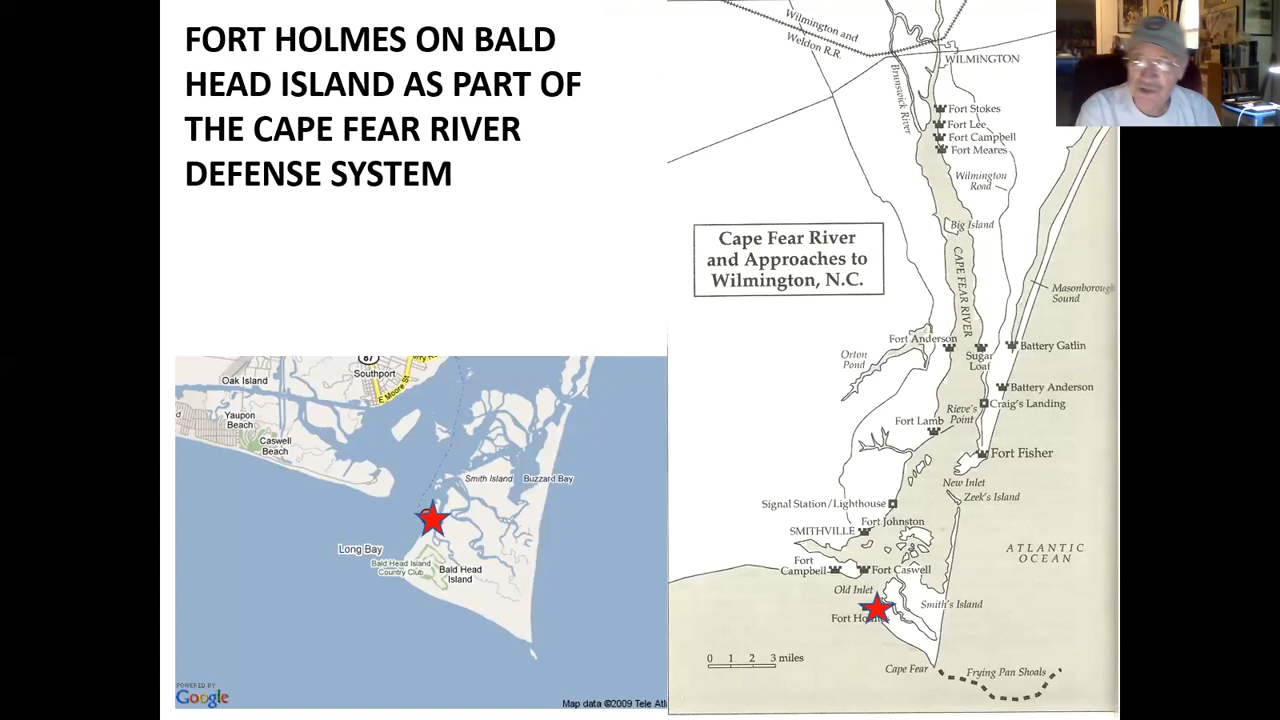 FORT HOLMES ON BALD
HEAD ISLAND AS PART OF
THE CAPE FEAR RIVER
DEFENSE SYSTEM
87
Southport
E Moore St
Oak Island
Yaupon
Beach
Caswell
Beach
Smith Island
Buzzard Bay
Long Bay
Bald Head Island
Country Club
Bald Head
Island
POWERED BY
Google
Map data ©2009 Tele
Wilmington and
Weldon R.R.
WILMINGTON
Brunswick River
Fort Stokes
Fort Lee
Fort Campbell
Fort Meares
Wilmington
Road
Big Island
Cape Fear River
and Approaches to
Wilmington, N.C.
CAPE FEAR RIVER
Masonborough
Sound
Fort Anderson
Sugar
Loaf
Battery Gatlin
Orton
Pond
Battery Anderson
Craig's Landing
Rieve's
Point
Fort Lamb
Fort Fisher
New Inlet
Zeek's Island
Signal Station/Lighthouse
Fort Johnston
SMITHVILLE
ATLANTIC
OCEAN
Fort
Campbell
Fort Caswell
Old Inlet
Smith's Island
Fort
0 1 2 3 miles
Cape Fear
Frying Pan Shoals